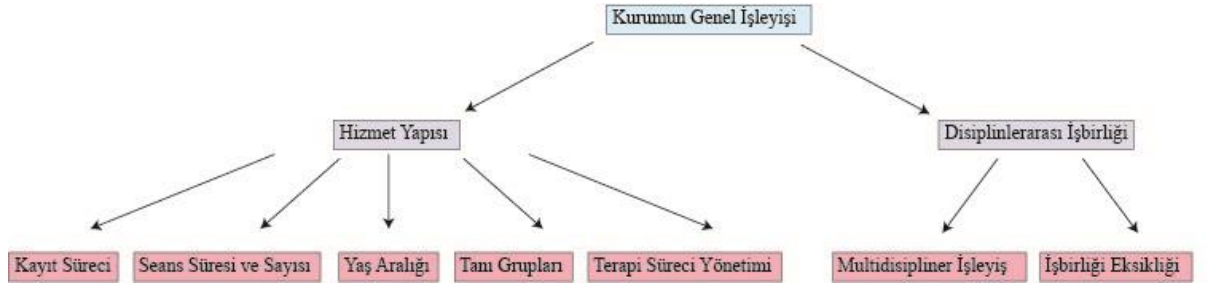 Kurumun Genel İşleyişi
Hizmet Yapısı
Disiplinlerarası İşbirliği
Kayıt Süreci
Seans Süresi ve Sayısı
Yaş Aralığı
Tanı Grupları
Terapi Süreci Yönetimi
Multidisipliner İşleyiş
İşbirliği Eksikliği